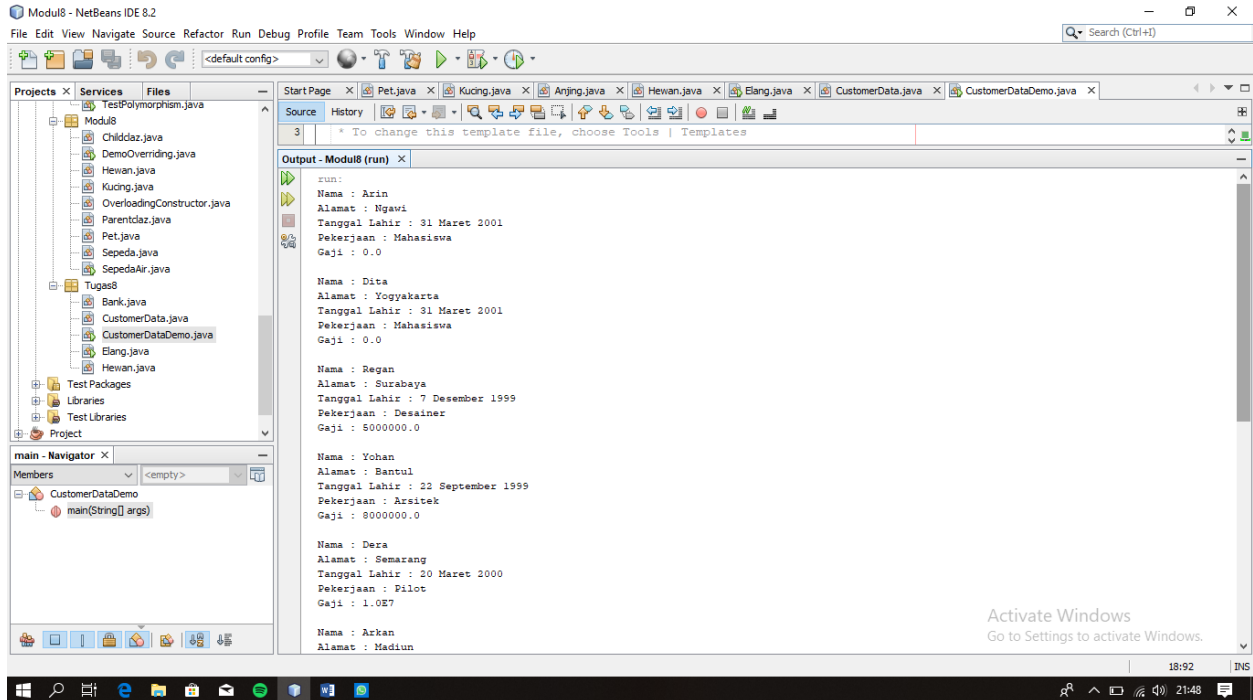 Modul8 - NetBeans IDE 8.2
File Edit View Navigate Source Refactor Run Debug Profile Team Tools Window Help
Search (Ctrl+I)
<default config>
Projects Services Files
Start Page Pet.java Kucing.java Anjing.java Hewan.java Elang.java CustomerData.java CustomerDataDemo.java
TestPolymorphism.java
Modul8
Childclaz.java
DemoOverriding.java
Hewan.java
Kucing.java
OverloadingConstructor.java
Parentclaz.java
Pet.java
Sepeda.java
SepedaAir.java
Tugas8
Bank.java
CustomerData.java
CustomerDataDemo.java
Elang.java
Hewan.java
Test Packages
Libraries
Test Libraries
Project
main - Navigator
Members
<empty>
CustomerDataDemo
main(String[] args)
Source History
3 * To change this template file, choose Tools | Templates
Output - Modul8 (run)
run:
Nama : Arin
Alamat : Ngawi
Tanggal Lahir : 31 Maret 2001
Pekerjaan : Mahasiswa
Gaji : 0.0
Nama : Dita
Alamat : Yogyakarta
Tanggal Lahir : 31 Maret 2001
Pekerjaan : Mahasiswa
Gaji : 0.0
Nama : Regan
Alamat : Surabaya
Tanggal Lahir : 7 Desember 1999
Pekerjaan : Desainer
Gaji : 5000000.0
Nama : Yohan
Alamat : Bantul
Tanggal Lahir : 22 September 1999
Pekerjaan : Arsitek
Gaji : 8000000.0
Nama : Dera
Alamat : Semarang
Tanggal Lahir : 20 Maret 2000
Pekerjaan : Pilot
Gaji : 1.0E7
Nama : Arkan
Alamat : Madiun
Activate Windows
Go to Settings to activate Windows.
18:92 INS
21:48